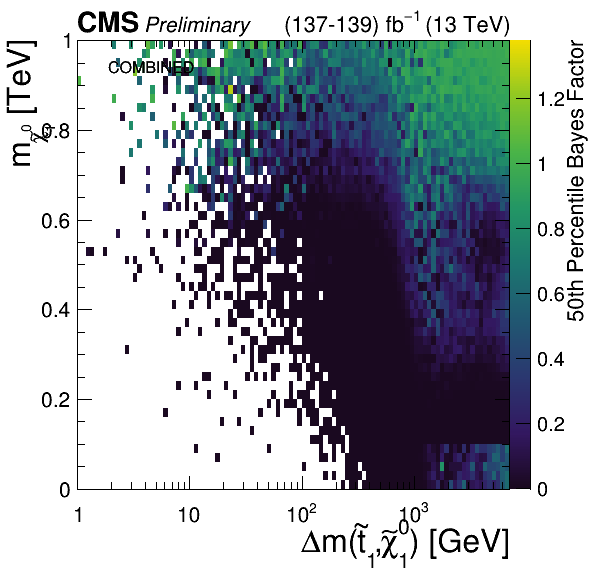 CMS Preliminary (137-139) fb⁻¹ (13 TeV)
COMBINED
m_χ̃⁰₁ [TeV]
1
0.8
0.6
0.4
0.2
0
1 10 10² 10³
Δm(t̃₁,χ̃⁰₁) [GeV]
1.2
1
0.8
0.6
0.4
0.2
0
50th Percentile Bayes Factor